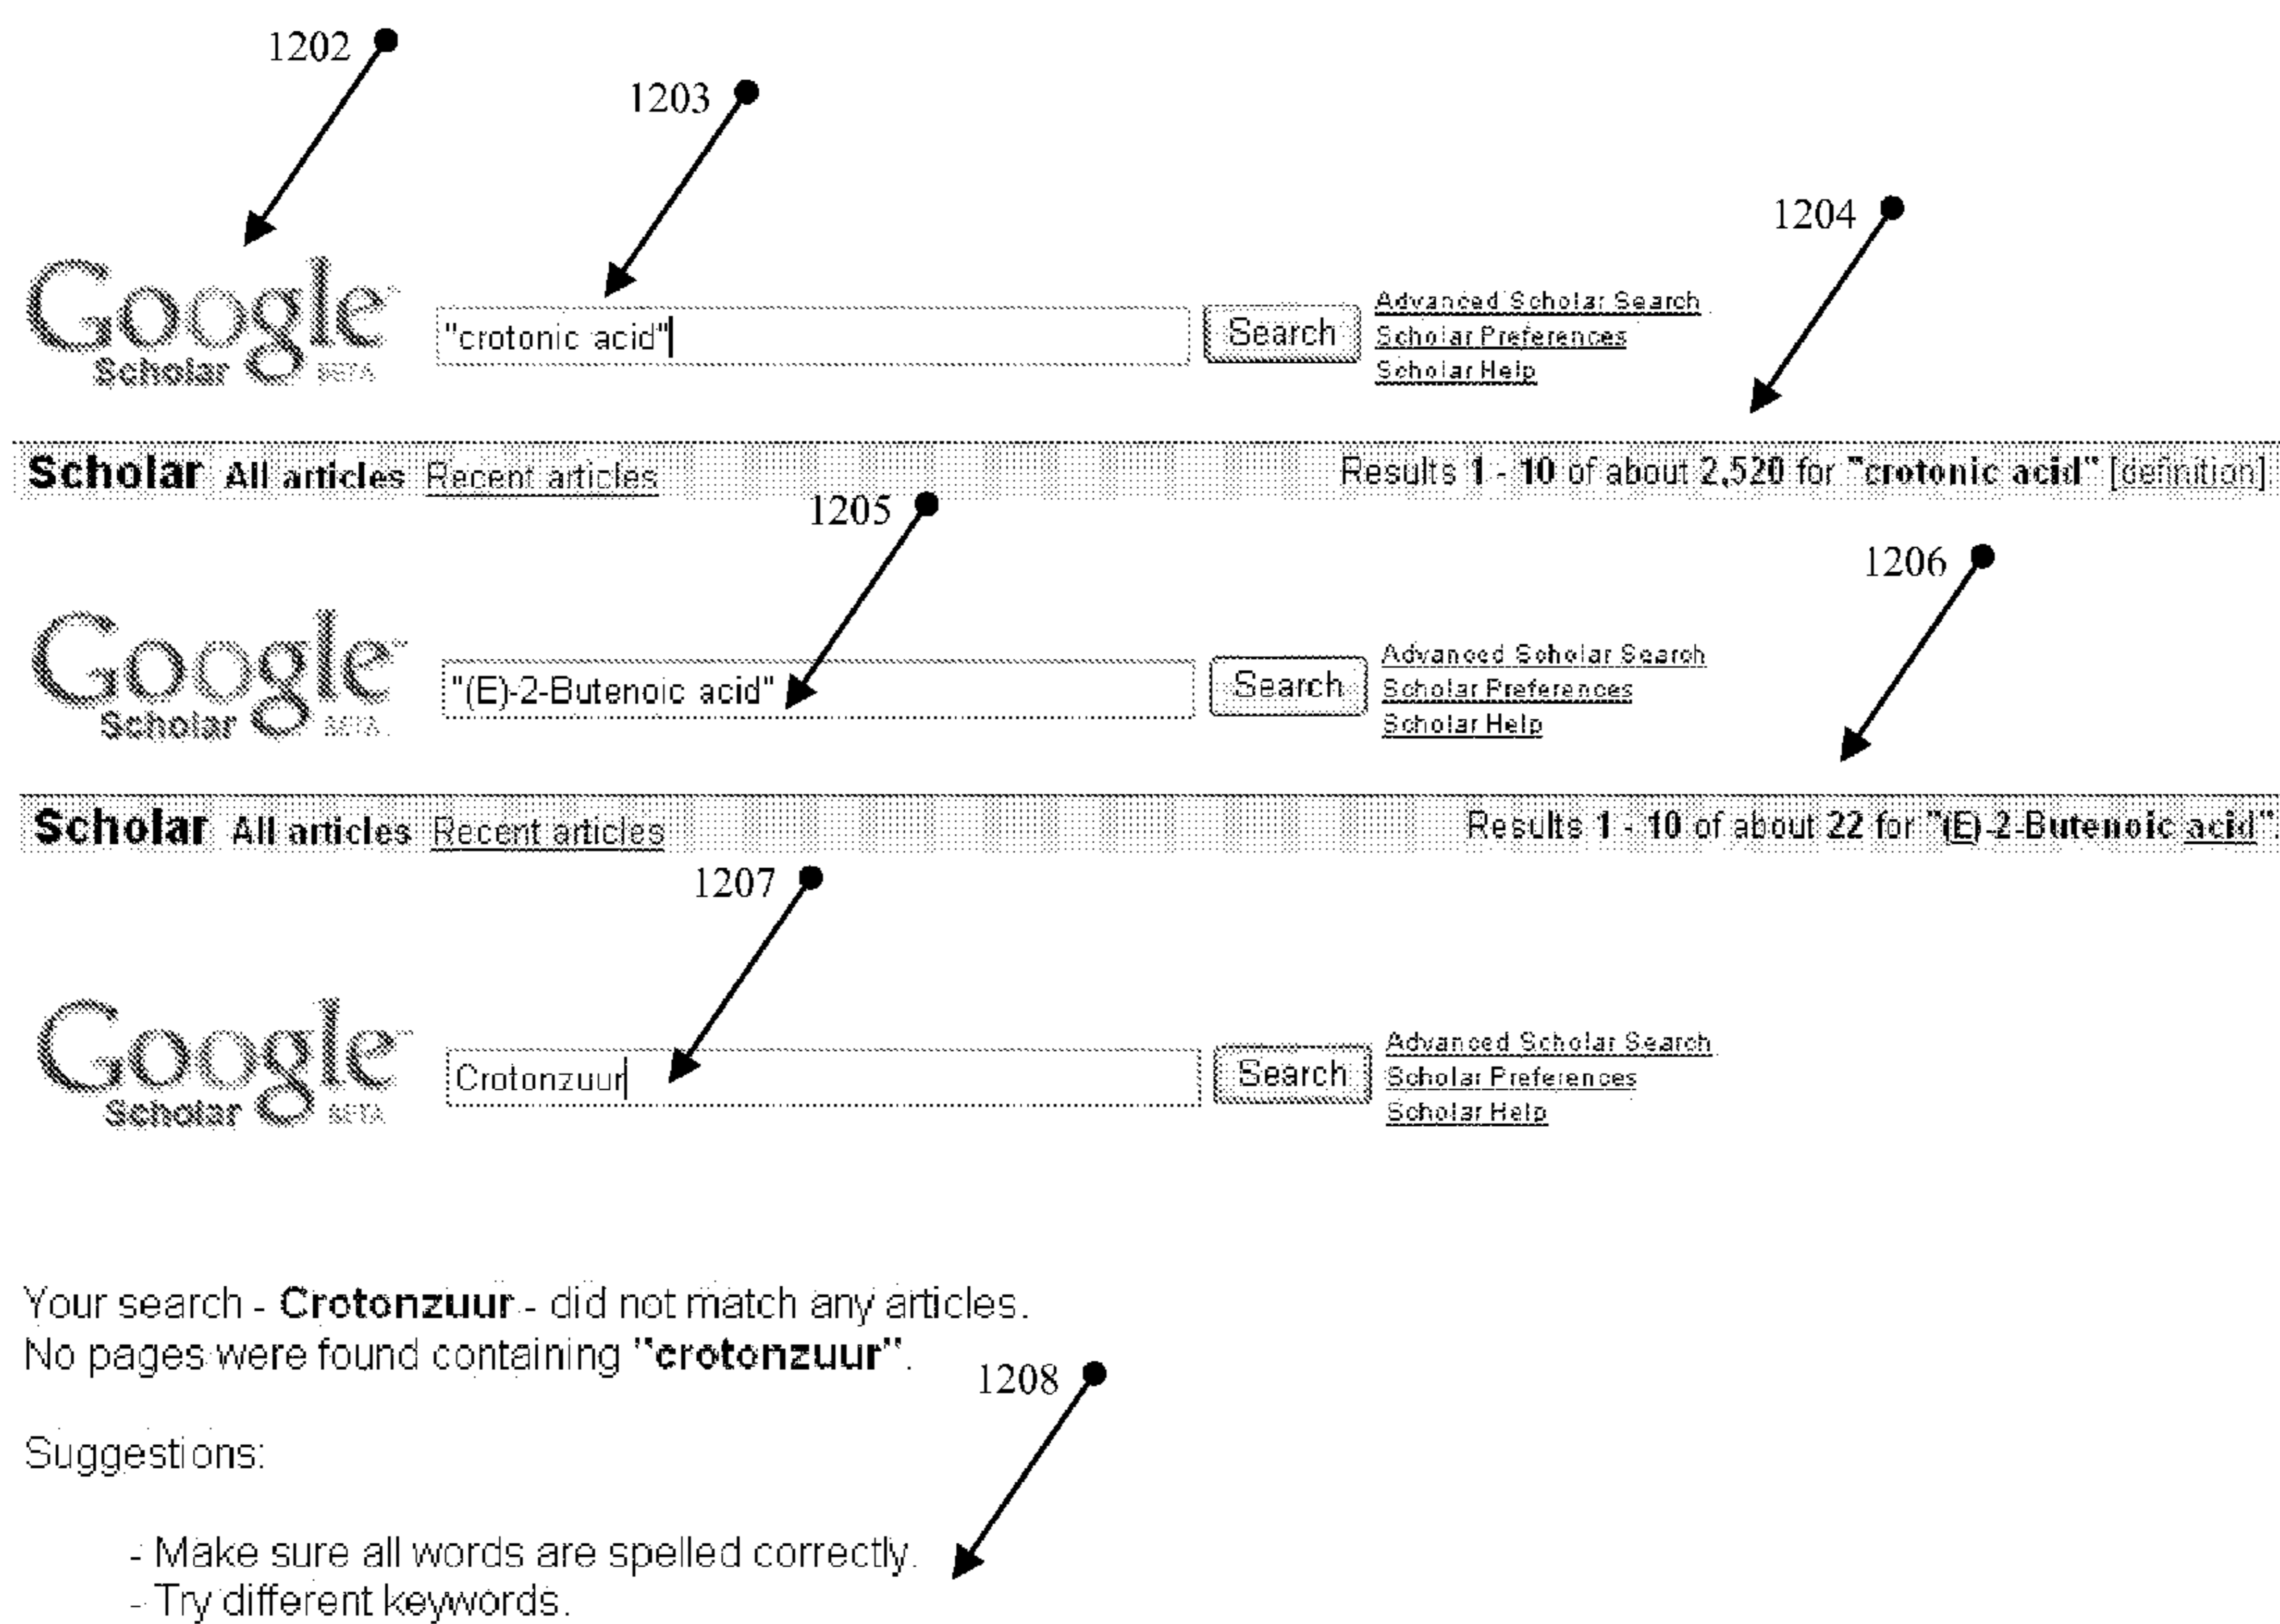 1202
1203
1204
Google
Scholar BETA
"crotonic acid"
Search
Advanced Scholar Search
Scholar Preferences
Scholar Help
Scholar All articles Recent articles Results 1 - 10 of about 2,520 for "crotonic acid" [definition]
1205
1206
Google
Scholar BETA
"(E)-2-Butenoic acid"
Search
Advanced Scholar Search
Scholar Preferences
Scholar Help
Scholar All articles Recent articles Results 1 - 10 of about 22 for "(E)-2-Butenoic acid".
1207
Google
Scholar BETA
Crotonzuur
Search
Advanced Scholar Search
Scholar Preferences
Scholar Help
Your search - Crotonzuur - did not match any articles.
No pages were found containing "crotonzuur".
1208
Suggestions:
- Make sure all words are spelled correctly.
- Try different keywords.